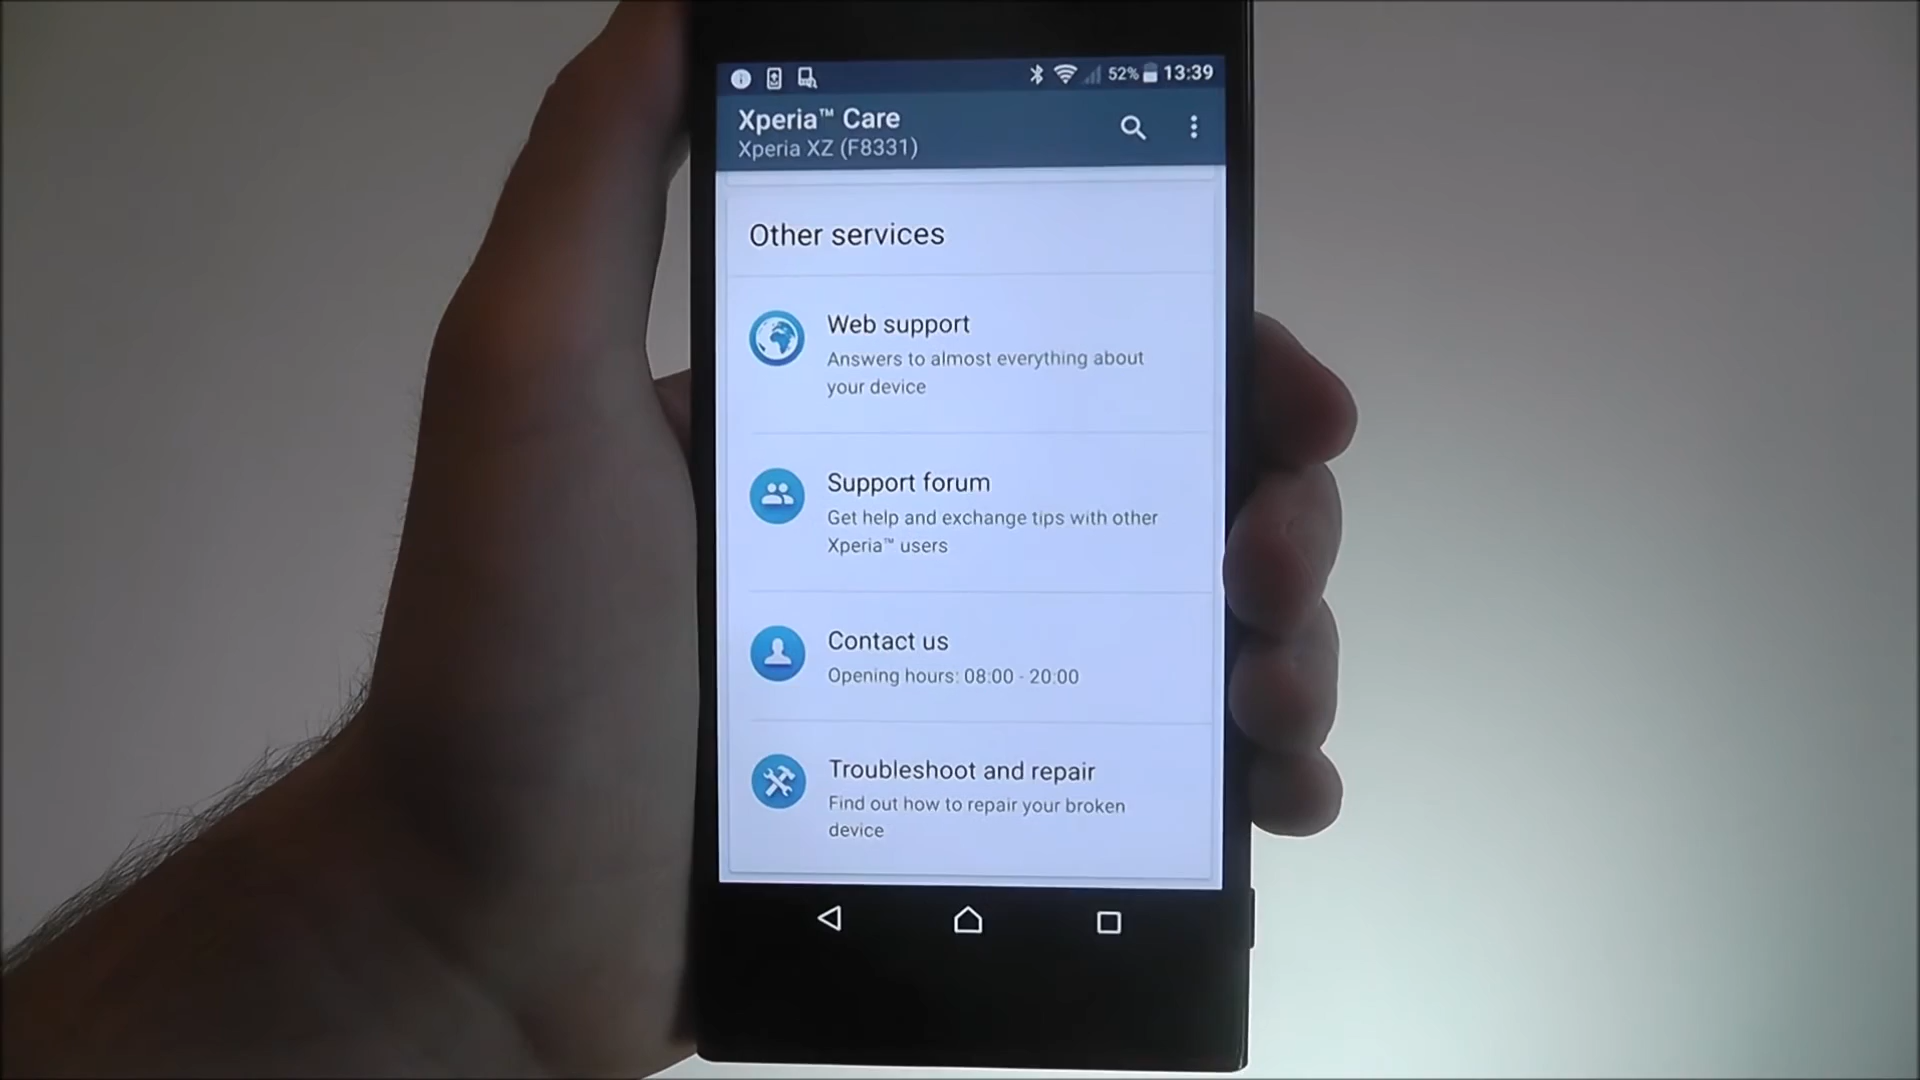 52% 13:39
Xperia™ Care
Xperia XZ (F8331)
Other services
Web support
Answers to almost everything about
your device
Support forum
Get help and exchange tips with other
Xperia™ users
Contact us
Opening hours: 08:00 - 20:00
Troubleshoot and repair
Find out how to repair your broken
device